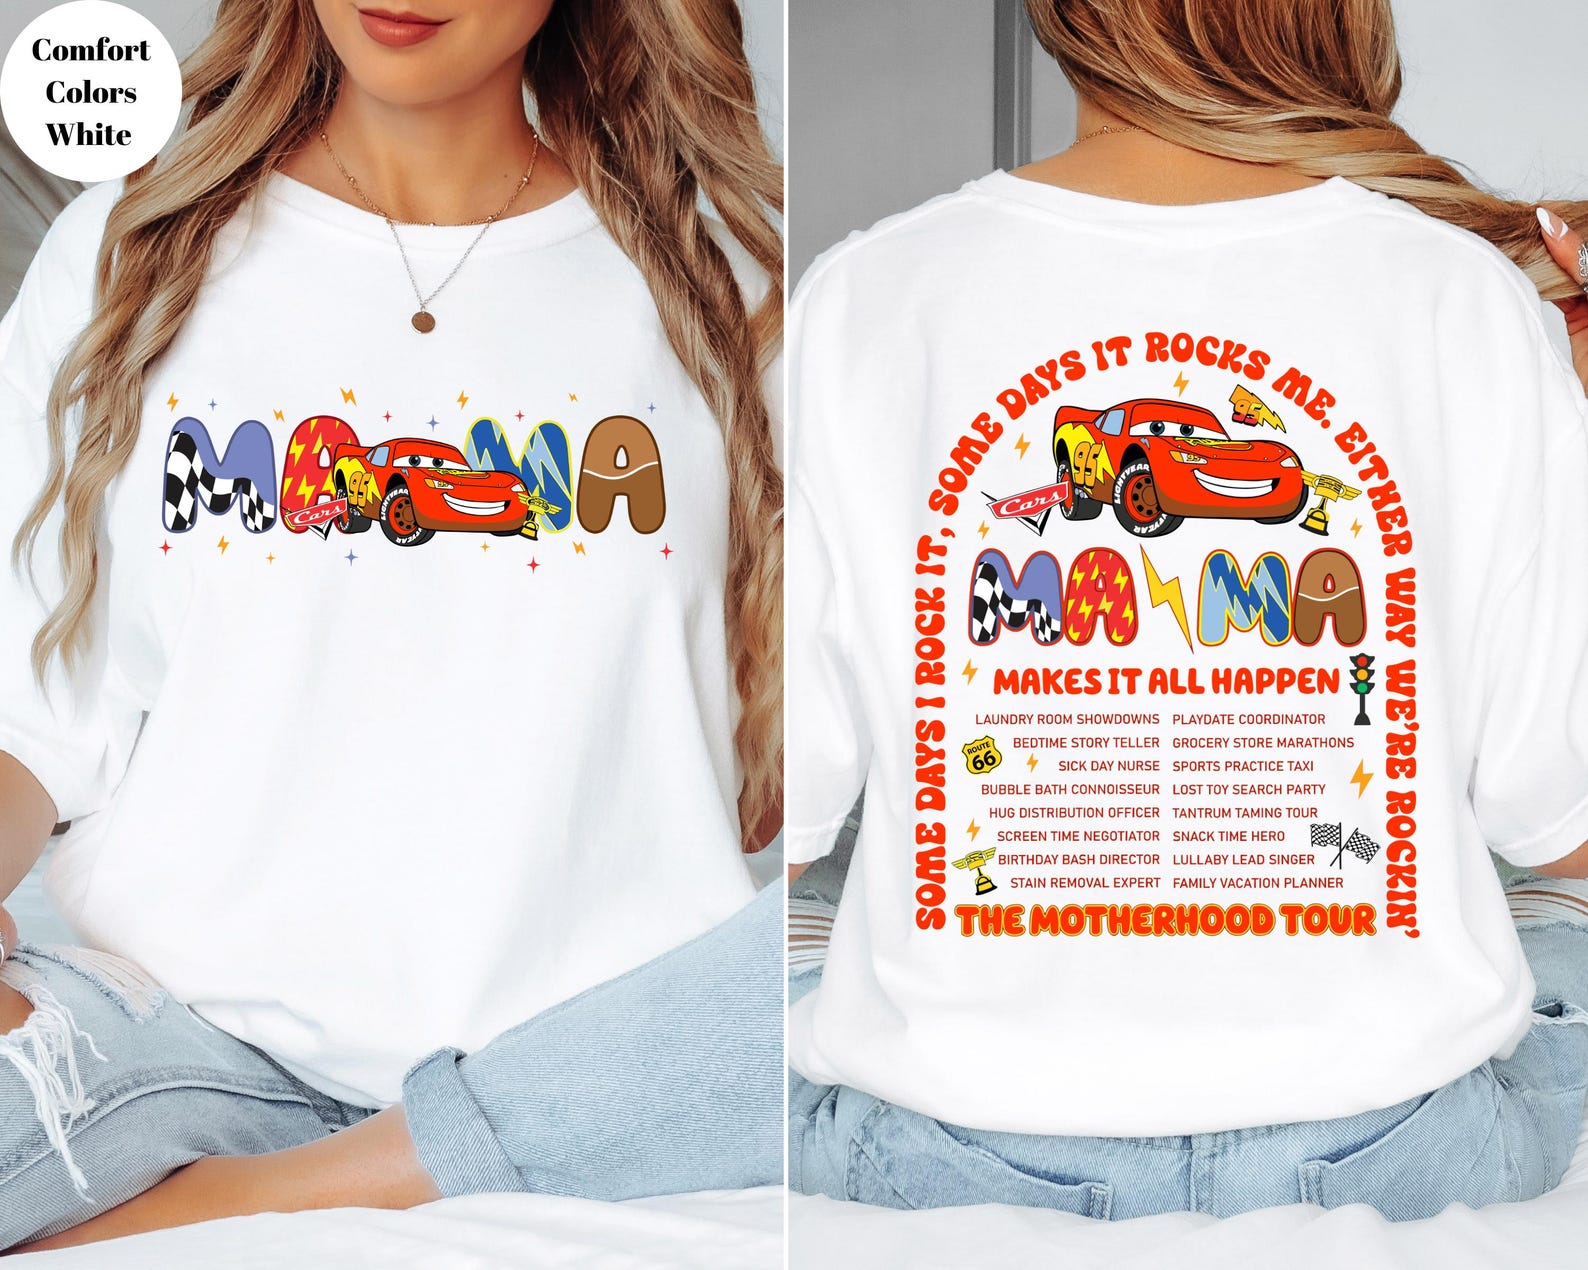 Comfort
Colors
White
MAMA
95
95
LIGHTYEAR
Cars
SOME DAYS I ROCK IT, SOME DAYS IT ROCKS ME. EITHER WAY WE'RE ROCKIN'
95
95
95
LIGHTYEAR
Cars
MAMA
MAKES IT ALL HAPPEN
LAUNDRY ROOM SHOWDOWNS PLAYDATE COORDINATOR
BEDTIME STORY TELLER GROCERY STORE MARATHONS
SICK DAY NURSE SPORTS PRACTICE TAXI
BUBBLE BATH CONNOISSEUR LOST TOY SEARCH PARTY
HUG DISTRIBUTION OFFICER TANTRUM TAMING TOUR
SCREEN TIME NEGOTIATOR SNACK TIME HERO
BIRTHDAY BASH DIRECTOR LULLABY LEAD SINGER
STAIN REMOVAL EXPERT FAMILY VACATION PLANNER
ROUTE
66
THE MOTHERHOOD TOUR